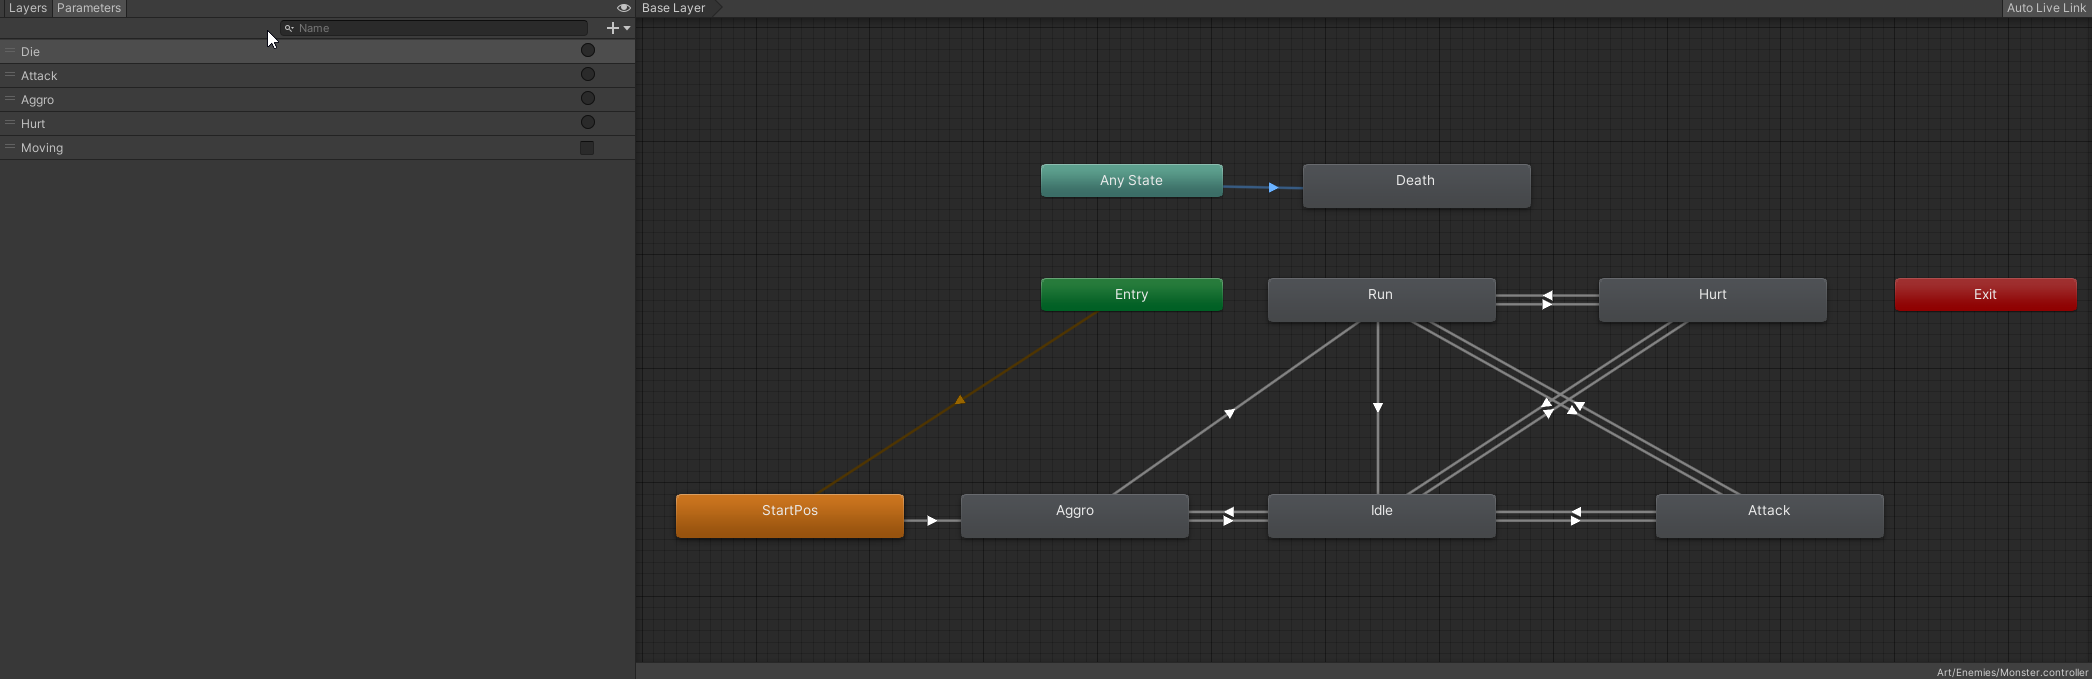 Layers Parameters
Name
Die
Attack
Aggro
Hurt
Moving
Base Layer
Auto Live Link
Any State
Death
Entry
Run
Hurt
Exit
StartPos
Aggro
Idle
Attack
Art/Enemies/Monster.controller